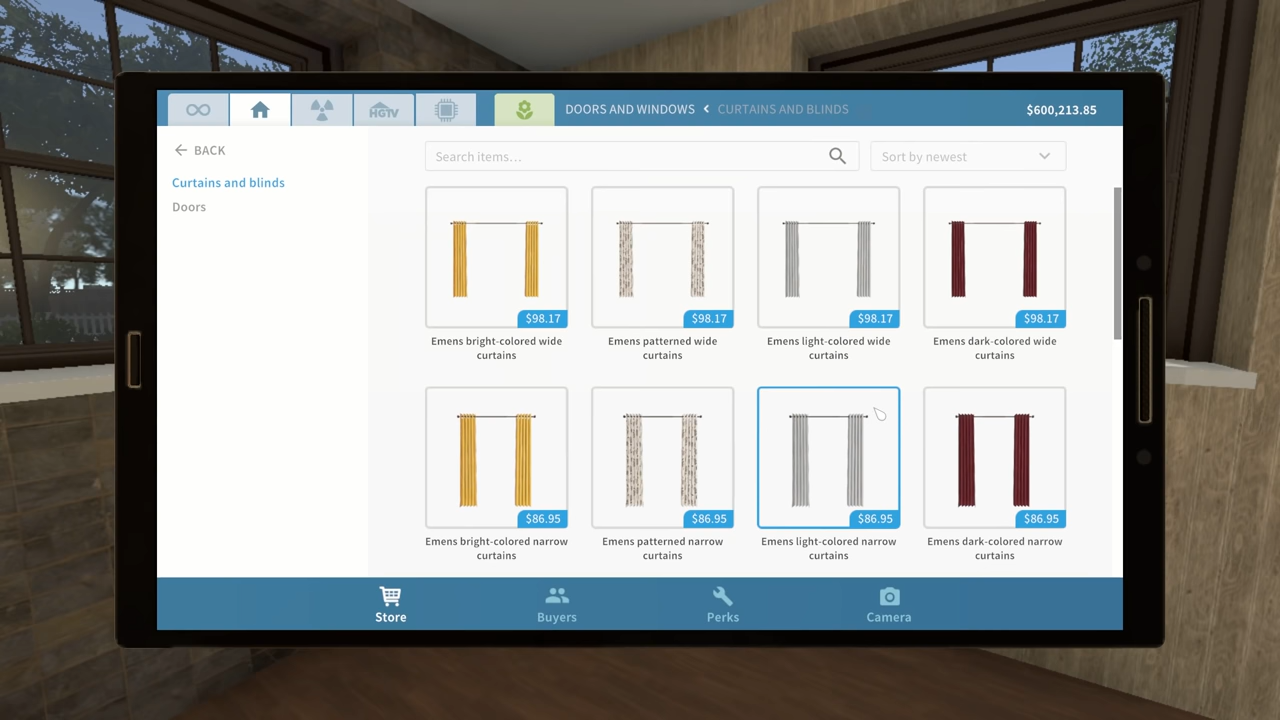 HGTV
DOORS AND WINDOWS
CURTAINS AND BLINDS
$600,213.85
BACK
Curtains and blinds
Doors
Search items...
Sort by newest
$98.17
$98.17
$98.17
$98.17
Emens bright-colored wide
curtains
Emens patterned wide
curtains
Emens light-colored wide
curtains
Emens dark-colored wide
curtains
$86.95
$86.95
$86.95
$86.95
Emens bright-colored narrow
curtains
Emens patterned narrow
curtains
Emens light-colored narrow
curtains
Emens dark-colored narrow
curtains
Store
Buyers
Perks
Camera